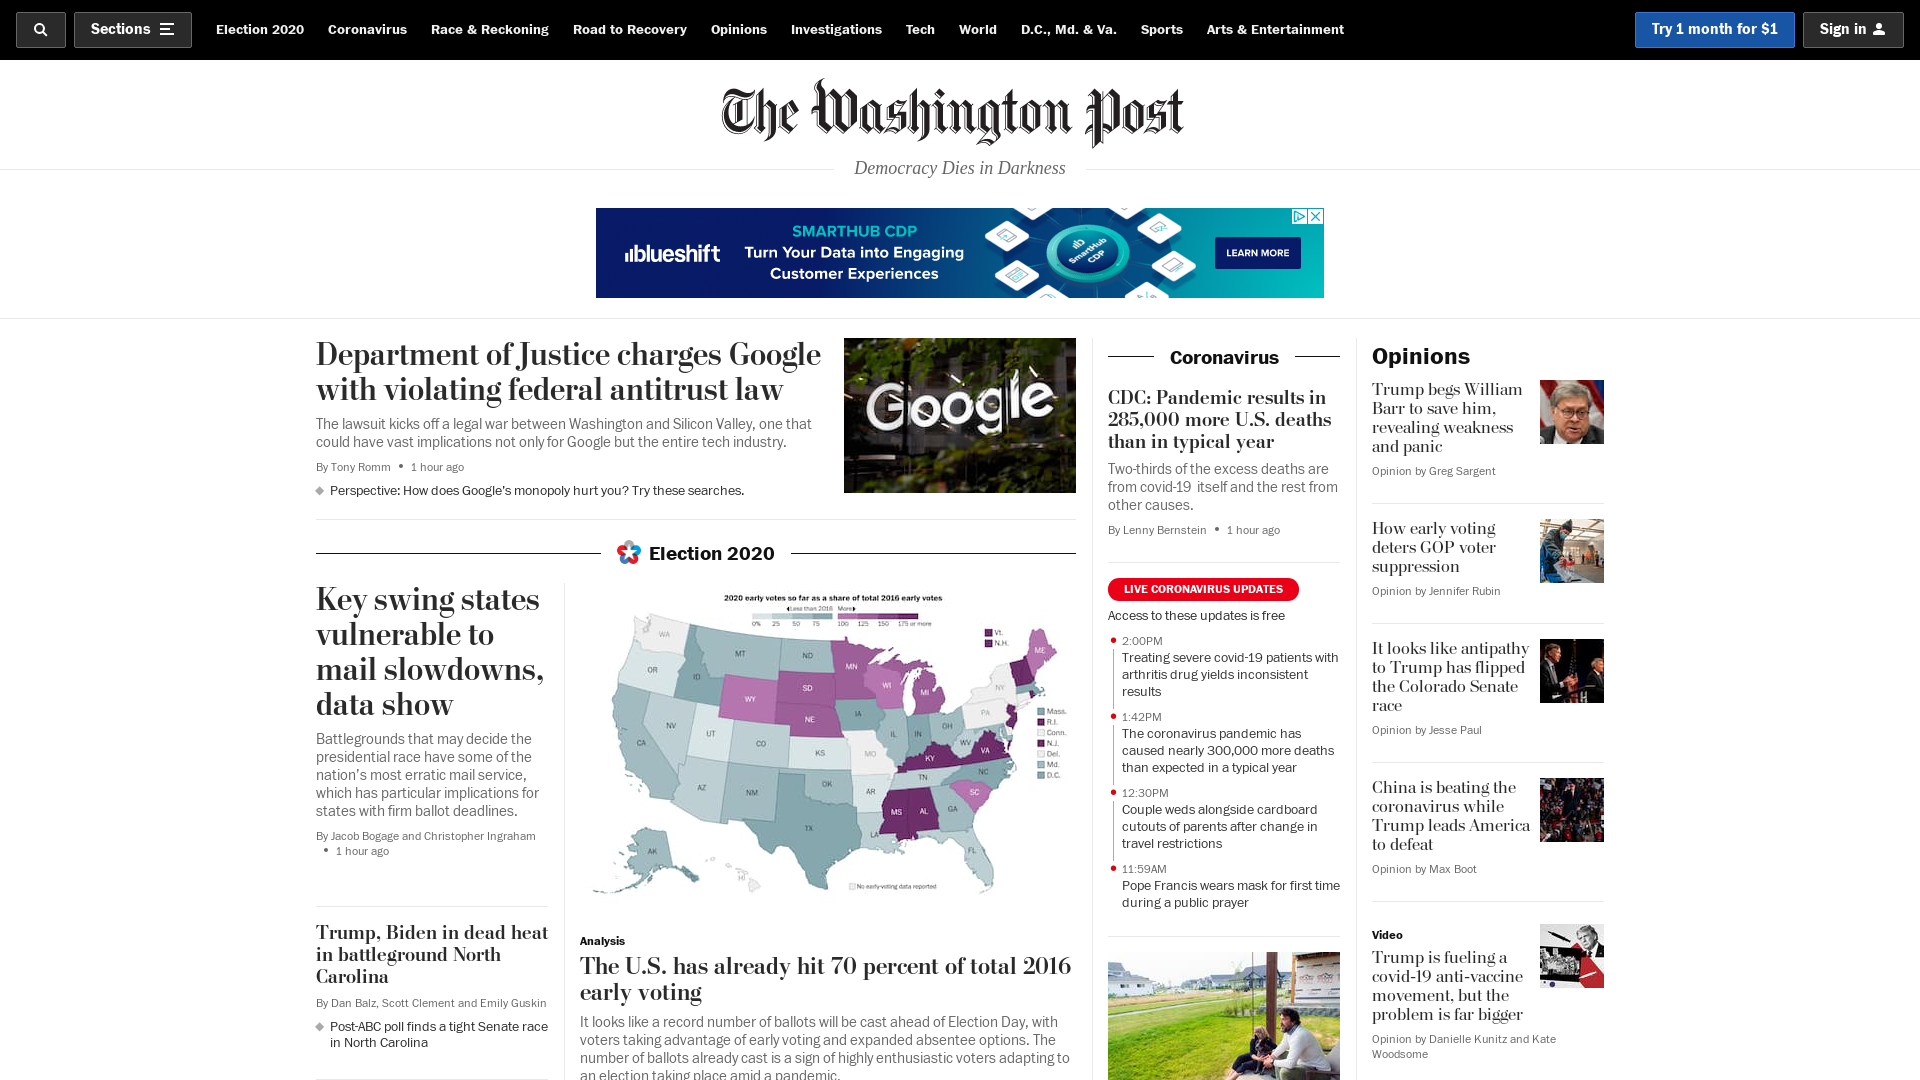 Sections
Election 2020
Coronavirus
Race & Reckoning
Road to Recovery
Opinions
Investigations
Tech
World
D.C., Md. & Va.
Sports
Arts & Entertainment
Try 1 month for $1
Sign in
The Washington Post
Democracy Dies in Darkness
blueshift
SMARTHUB CDP
Turn Your Data into Engaging
Customer Experiences
SmartHub
CDP
LEARN MORE
Department of Justice charges Google
with violating federal antitrust law
The lawsuit kicks off a legal war between Washington and Silicon Valley, one that
could have vast implications not only for Google but the entire tech industry.
By Tony Romm • 1 hour ago
Perspective: How does Google's monopoly hurt you? Try these searches.
Google
Election 2020
Key swing states
vulnerable to
mail slowdowns,
data show
Battlegrounds that may decide the
presidential race have some of the
nation's most erratic mail service,
which has particular implications for
states with firm ballot deadlines.
By Jacob Bogage and Christopher Ingraham
• 1 hour ago
Trump, Biden in dead heat
in battleground North
Carolina
By Dan Balz, Scott Clement and Emily Guskin
Post-ABC poll finds a tight Senate race
in North Carolina
2020 early votes so far as a share of total 2016 early votes
Less than 2016 More
0% 25 50 75 100 125 150 175 or more
WA
OR
CA
NV
ID
MT
WY
UT
AZ
CO
NM
ND
SD
NE
KS
OK
TX
MN
IA
MO
AR
LA
WI
IL
MI
IN
OH
KY
TN
MS
AL
GA
FL
SC
NC
VA
WV
PA
NY
ME
AK
HI
Vt.
N.H.
Mass.
R.I.
Conn.
N.J.
Del.
Md.
D.C.
No early-voting data reported
Analysis
The U.S. has already hit 70 percent of total 2016
early voting
It looks like a record number of ballots will be cast ahead of Election Day, with
voters taking advantage of early voting and expanded absentee options. The
number of ballots already cast is a sign of highly enthusiastic voters adapting to
an election taking place amid a pandemic.
Coronavirus
CDC: Pandemic results in
285,000 more U.S. deaths
than in typical year
Two-thirds of the excess deaths are
from covid-19 itself and the rest from
other causes.
By Lenny Bernstein • 1 hour ago
LIVE CORONAVIRUS UPDATES
Access to these updates is free
2:00PM
Treating severe covid-19 patients with
arthritis drug yields inconsistent
results
1:42PM
The coronavirus pandemic has
caused nearly 300,000 more deaths
than expected in a typical year
12:30PM
Couple weds alongside cardboard
cutouts of parents after change in
travel restrictions
11:59AM
Pope Francis wears mask for first time
during a public prayer
Opinions
Trump begs William
Barr to save him,
revealing weakness
and panic
Opinion by Greg Sargent
How early voting
deters GOP voter
suppression
Opinion by Jennifer Rubin
It looks like antipathy
to Trump has flipped
the Colorado Senate
race
Opinion by Jesse Paul
China is beating the
coronavirus while
Trump leads America
to defeat
Opinion by Max Boot
Video
Trump is fueling a
covid-19 anti-vaccine
movement, but the
problem is far bigger
Opinion by Danielle Kunitz and Kate
Woodsome